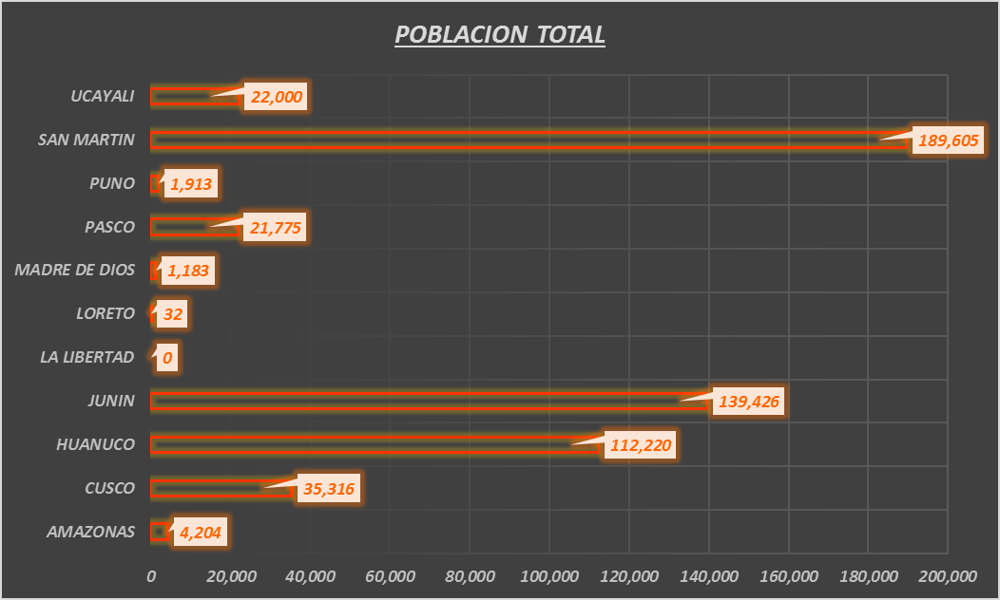 POBLACION TOTAL
UCAYALI 22,000
SAN MARTIN 189,605
PUNO 1,913
PASCO 21,775
MADRE DE DIOS 1,183
LORETO 32
LA LIBERTAD 0
JUNIN 139,426
HUANUCO 112,220
CUSCO 35,316
AMAZONAS 4,204
0 20,000 40,000 60,000 80,000 100,000 120,000 140,000 160,000 180,000 200,000